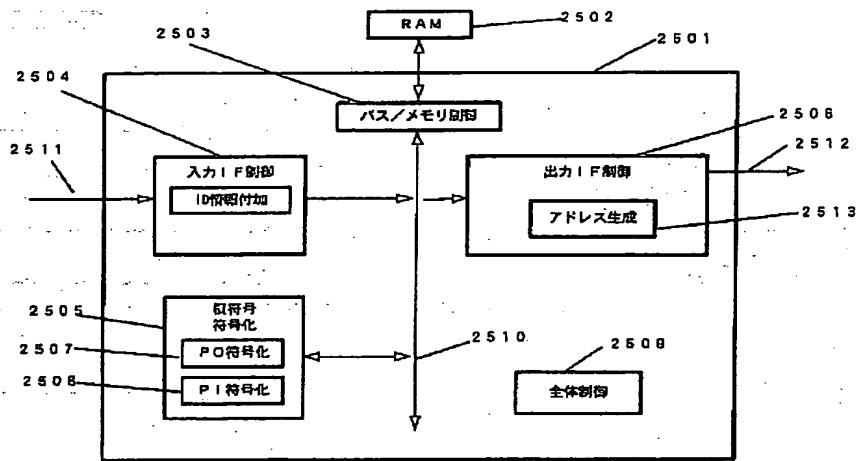 RAM
2502
2503
2501
2504
バス/メモリ制御
2506
2511
入力IF制御
出力IF制御
2512
ID情報付加
アドレス生成
2513
2505
積符号
符号化
2507
PO符号化
2510
2509
2508
PI符号化
全体制御